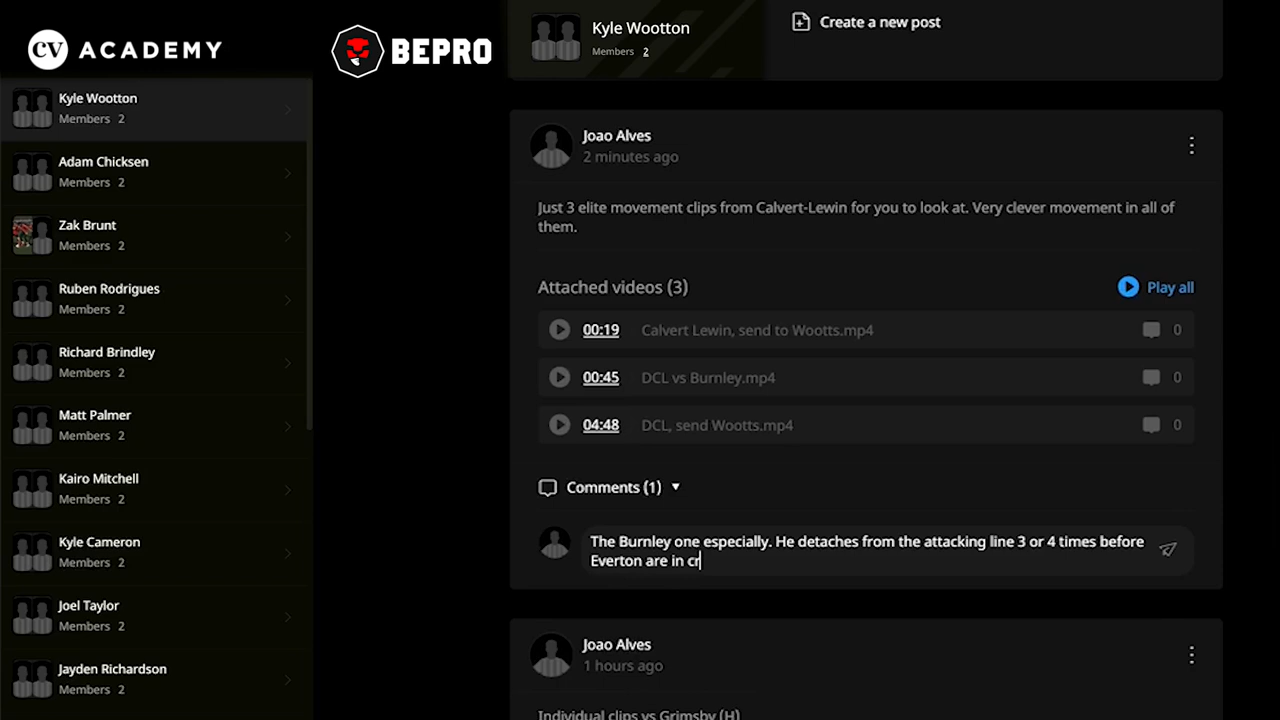 CV ACADEMY
BEPRO
Kyle Wootton
Members 2
Create a new post
Kyle Wootton
Members 2
Adam Chicksen
Members 2
Zak Brunt
Members 2
Ruben Rodrigues
Members 2
Richard Brindley
Members 2
Matt Palmer
Members 2
Kairo Mitchell
Members 2
Kyle Cameron
Members 2
Joel Taylor
Members 2
Jayden Richardson
Members 2
Joao Alves
2 minutes ago
Just 3 elite movement clips from Calvert-Lewin for you to look at. Very clever movement in all of
them.
Attached videos (3)
Play all
00:19 Calvert Lewin, send to Wootts.mp4 0
00:45 DCL vs Burnley.mp4 0
04:48 DCL, send Wootts.mp4 0
Comments (1)
The Burnley one especially. He detaches from the attacking line 3 or 4 times before
Everton are in cr
Joao Alves
1 hours ago
Individual clips vs Grimsby (H)